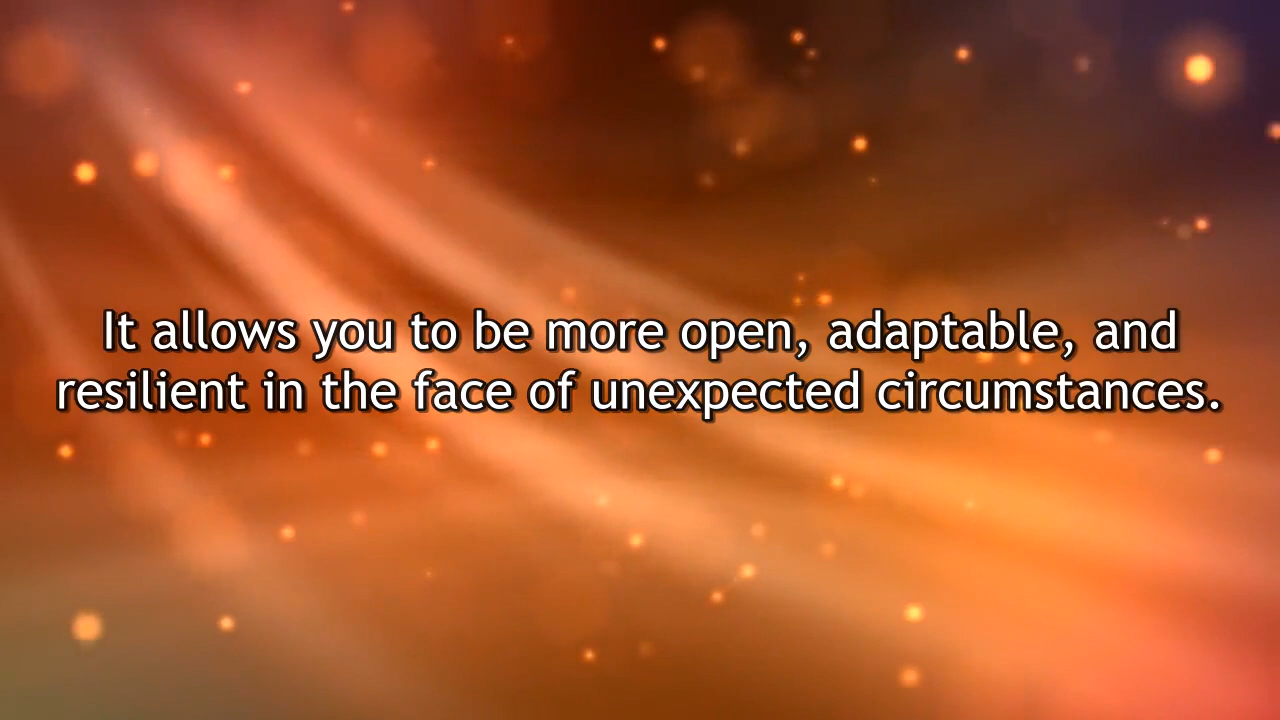 It allows you to be more open, adaptable, and
resilient in the face of unexpected circumstances.